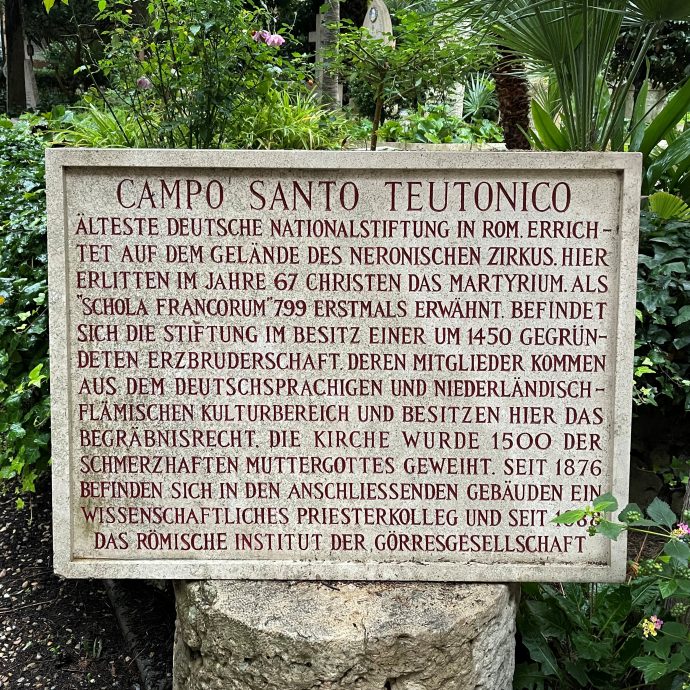 CAMPO SANTO TEUTONICO
ÄLTESTE DEUTSCHE NATIONALSTIFTUNG IN ROM. ERRICH-
TET AUF DEM GELÄNDE DES NERONISCHEN ZIRKUS. HIER
ERLITTEN IM JAHRE 67 CHRISTEN DAS MARTYRIUM. ALS
"SCHOLA FRANCORUM" 799 ERSTMALS ERWÄHNT. BEFINDET
SICH DIE STIFTUNG IM BESITZ EINER UM 1450 GEGRÜN-
DETEN ERZBRUDERSCHAFT. DEREN MITGLIEDER KOMMEN
AUS DEM DEUTSCHSPRACHIGEN UND NIEDERLÄNDISCH-
FLÄMISCHEN KULTURBEREICH UND BESITZEN HIER DAS
BEGRÄBNISRECHT. DIE KIRCHE WURDE 1500 DER
SCHMERZHAFTEN MUTTERGOTTES GEWEIHT. SEIT 1876
BEFINDEN SICH IN DEN ANSCHLIESSENDEN GEBÄUDEN EIN
WISSENSCHAFTLICHES PRIESTERKOLLEG UND SEIT
DAS RÖMISCHE INSTITUT DER GÖRRESGESELLSCHAFT